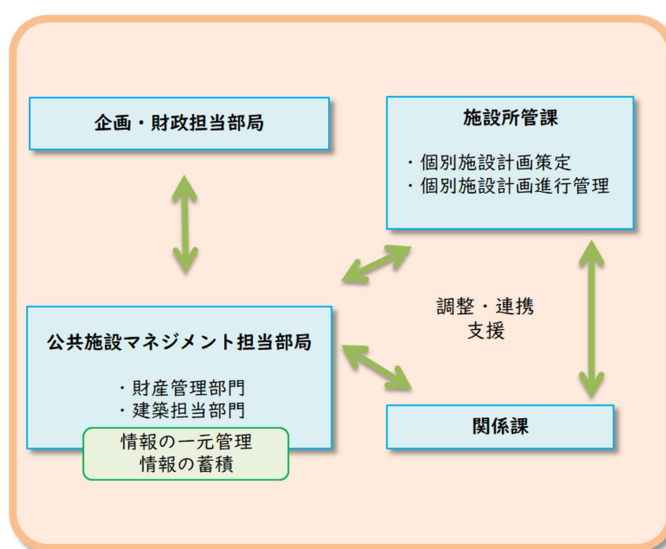 企画・財政担当部局
施設所管課
・個別施設計画策定
・個別施設計画進行管理
調整・連携
支援
公共施設マネジメント担当部局
・財産管理部門
・建築担当部門
情報の一元管理
情報の蓄積
関係課